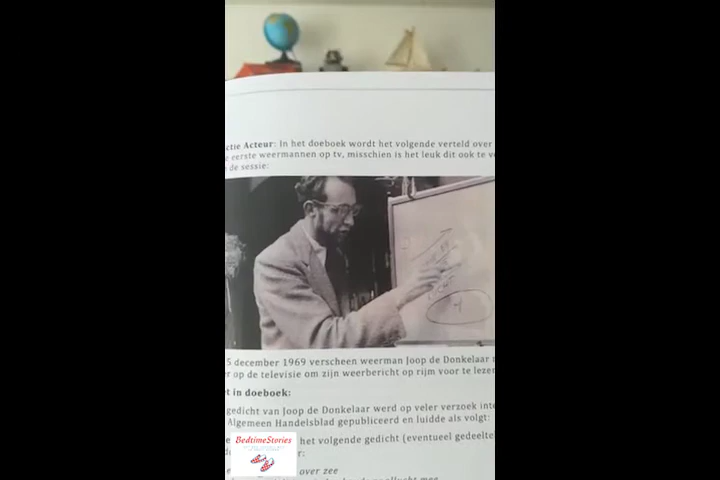 ctie Acteur: In het doeboek wordt het volgende verteld over
e eerste weermannen op tv, misschien is het leuk dit ook te v
de sessie:
5 december 1969 verscheen weerman Joop de Donkelaar
er op de televisie om zijn weerbericht op rijm voor te lezen
t in doeboek:
gedicht van Joop de Donkelaar werd op veler verzoek inte
Algemeen Handelsblad gepubliceerd en luidde als volgt:
het volgende gedicht (eventueel gedeelte
r:
over zee
BedtimeStories